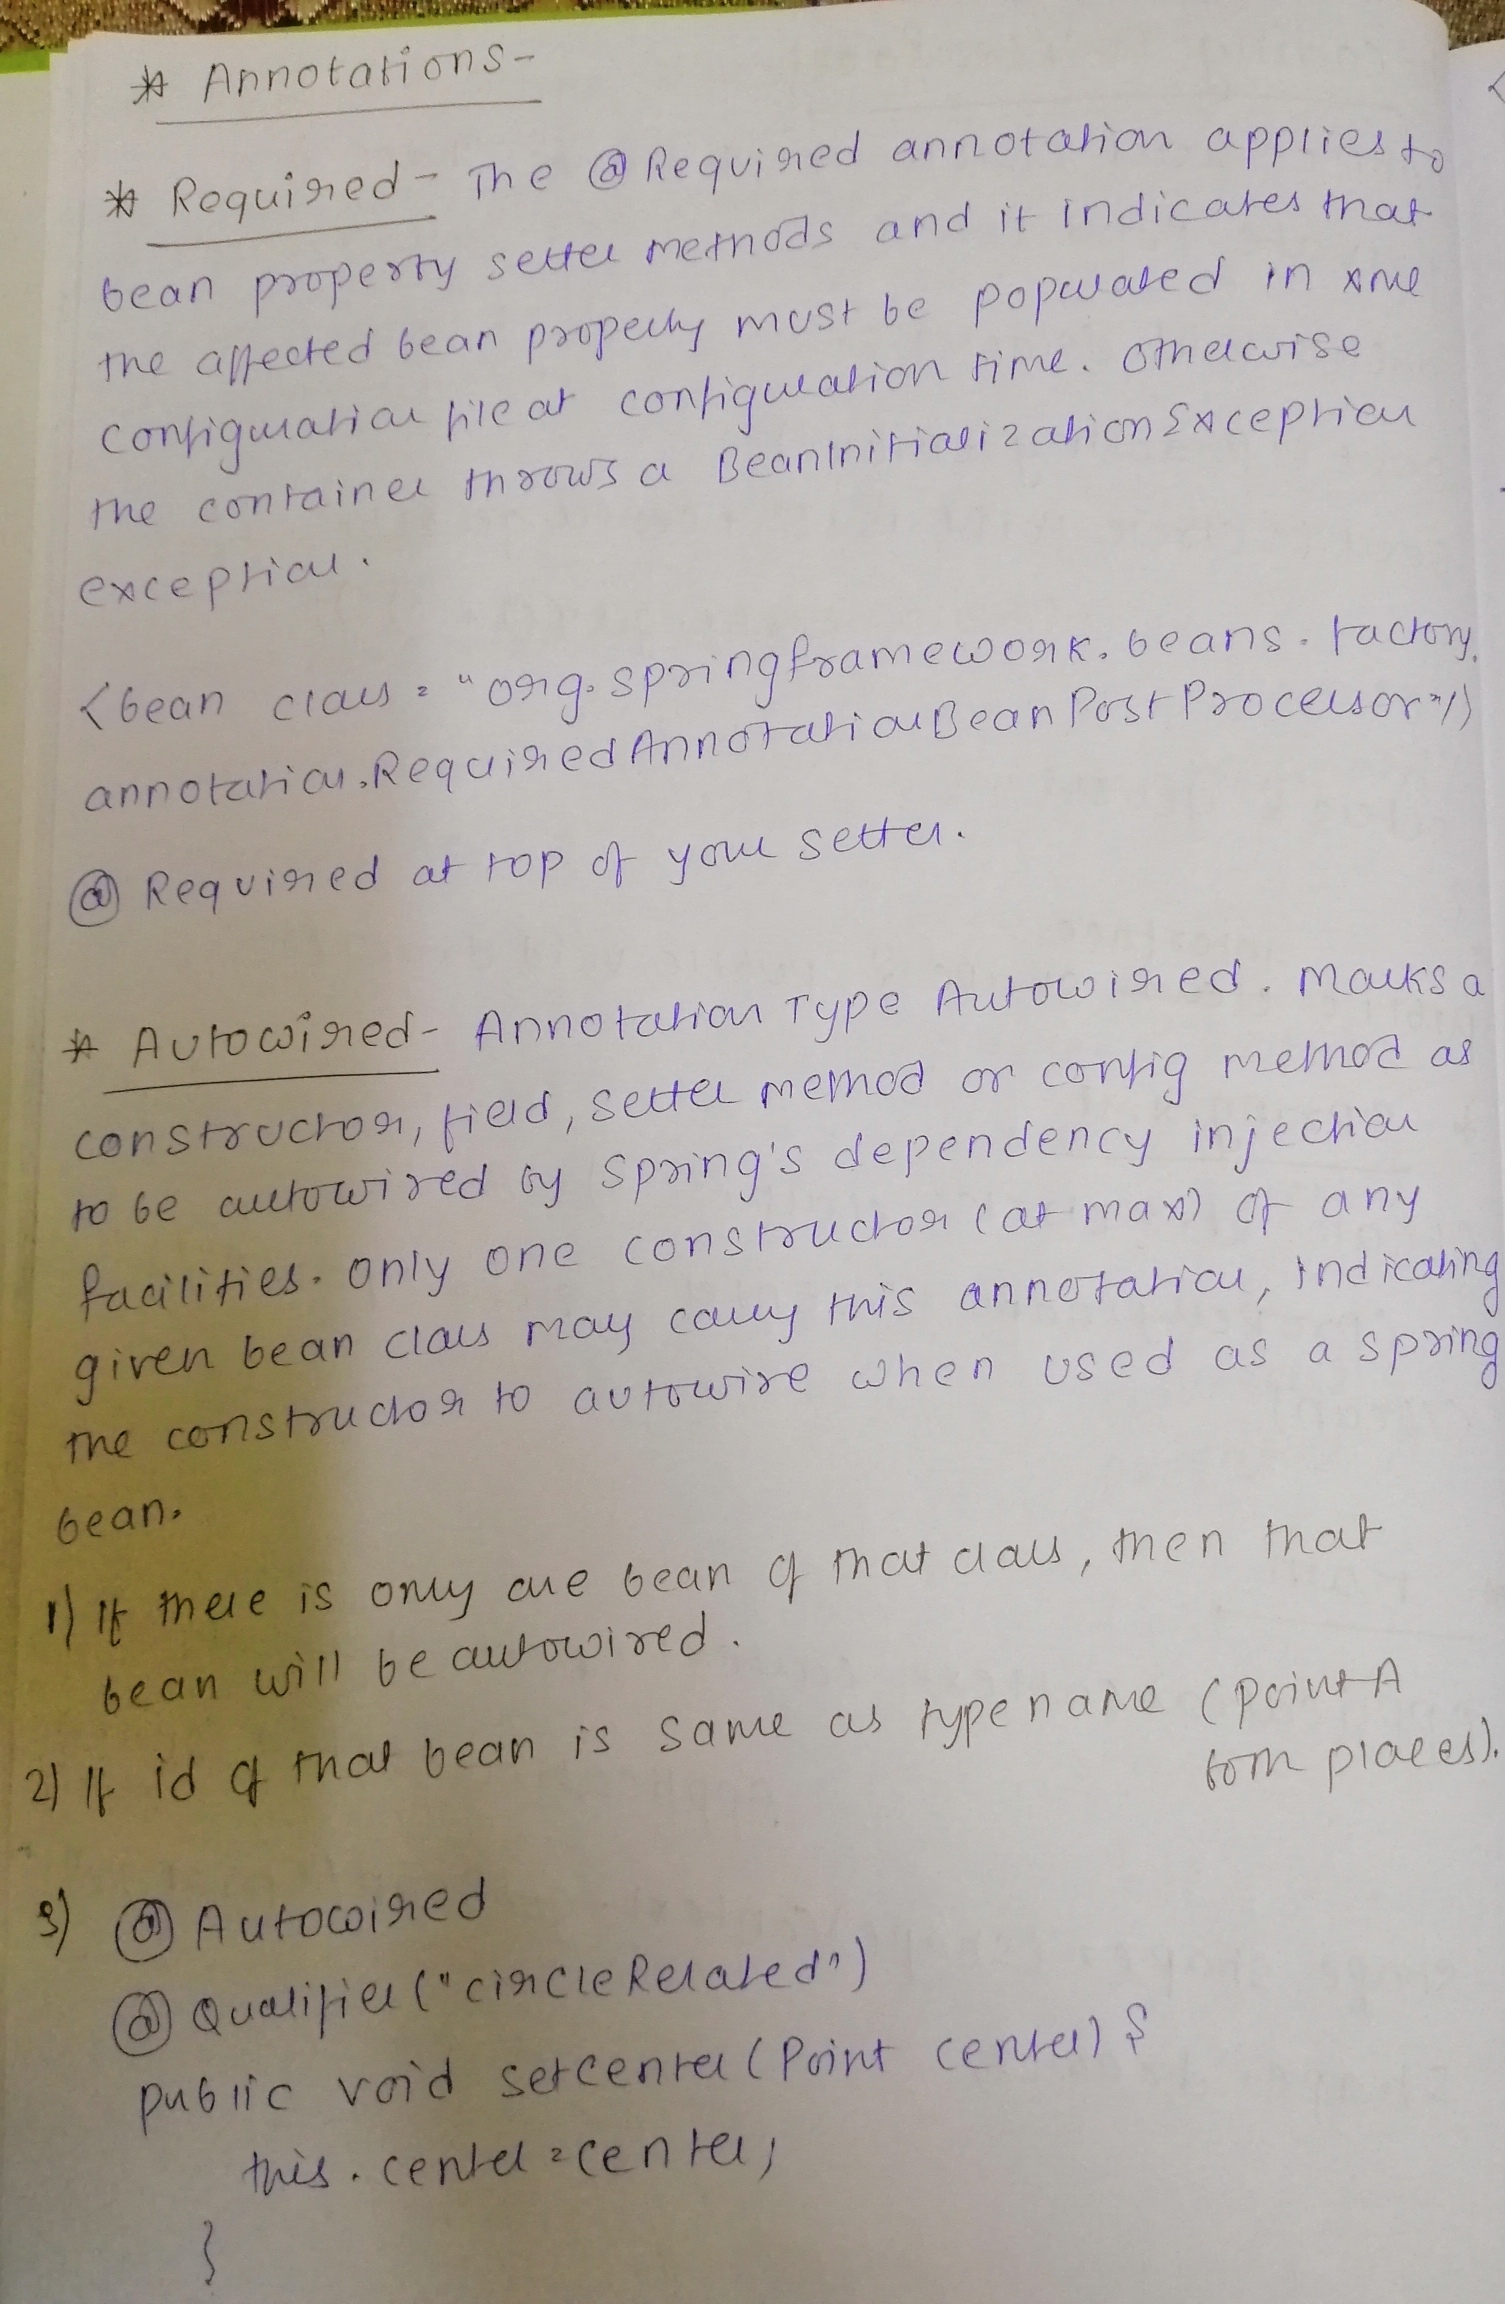 * Annotations-
* Required - The @Required annotation applies to
bean property setter methods and it indicates that
the affected bean property must be populated in XML
configuration file at configuration time. Otherwise
the container throws a BeanInitializationException
exception.
<bean class = "org.springframework.beans.factory.
annotation.RequiredAnnotationBeanPostProcessor"/>
@Required at top of your setter.
* Autowired - Annotation Type Autowired. Marks a
constructor, field, setter method or config method as
to be autowired by Spring's dependency injection
facilities. Only one constructor (at max) of any
given bean class may carry this annotation, indicating
the constructor to autowire when used as a spring
bean.
1) If there is only one bean of that class, then that
bean will be autowired.
2) If id of that bean is same as type name (pointA
both places).
3) @Autowired
@Qualifier("circleRelated")
public void setcenter(Point center) {
this.center = center;
}